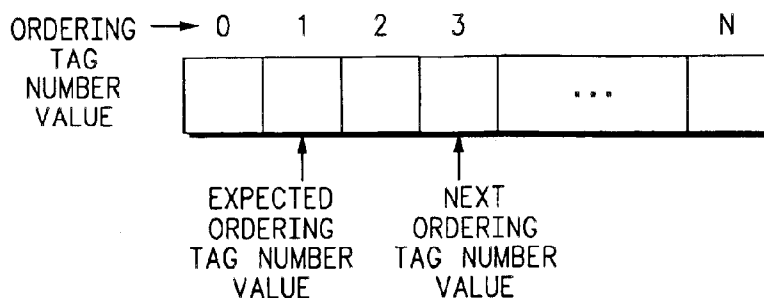 ORDERING → 0 1 2 3 N
TAG
NUMBER
VALUE
...
EXPECTED
ORDERING
TAG NUMBER
VALUE
NEXT
ORDERING
TAG NUMBER
VALUE